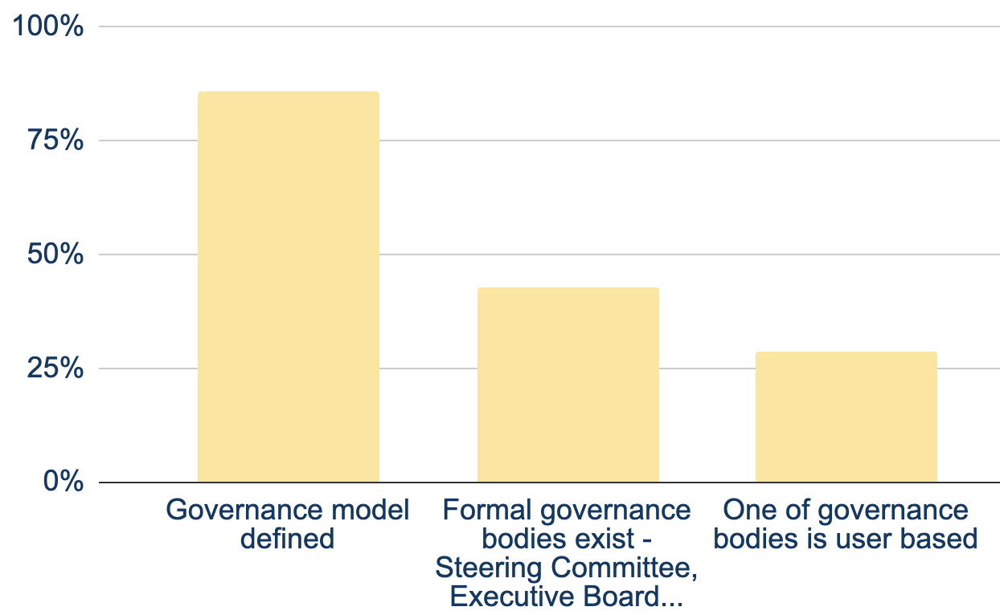 100%
75%
50%
25%
0%
Governance model
defined
Formal governance
bodies exist -
Steering Committee,
Executive Board...
One of governance
bodies is user based